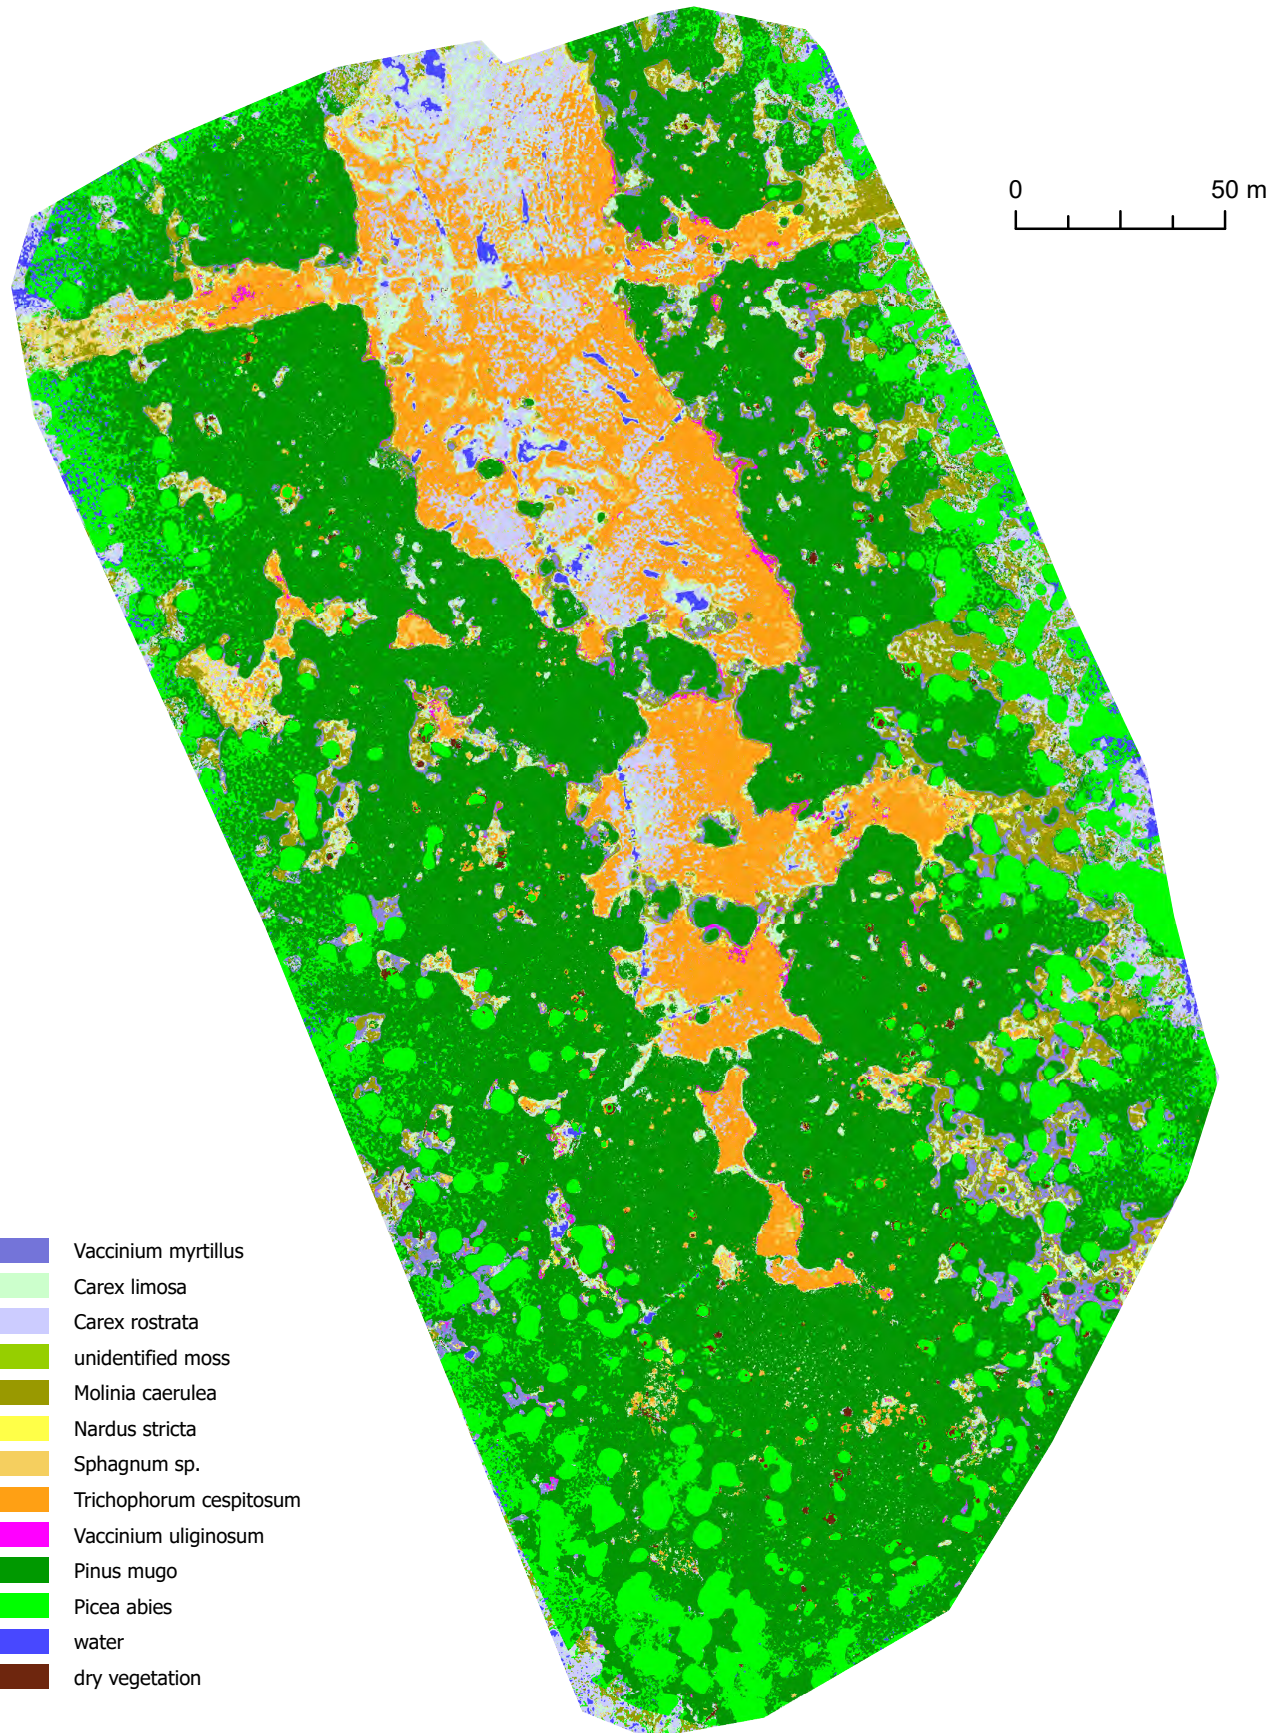 0 50 m
Vaccinium myrtillus
Carex limosa
Carex rostrata
unidentified moss
Molinia caerulea
Nardus stricta
Sphagnum sp.
Trichophorum cespitosum
Vaccinium uliginosum
Pinus mugo
Picea abies
water
dry vegetation